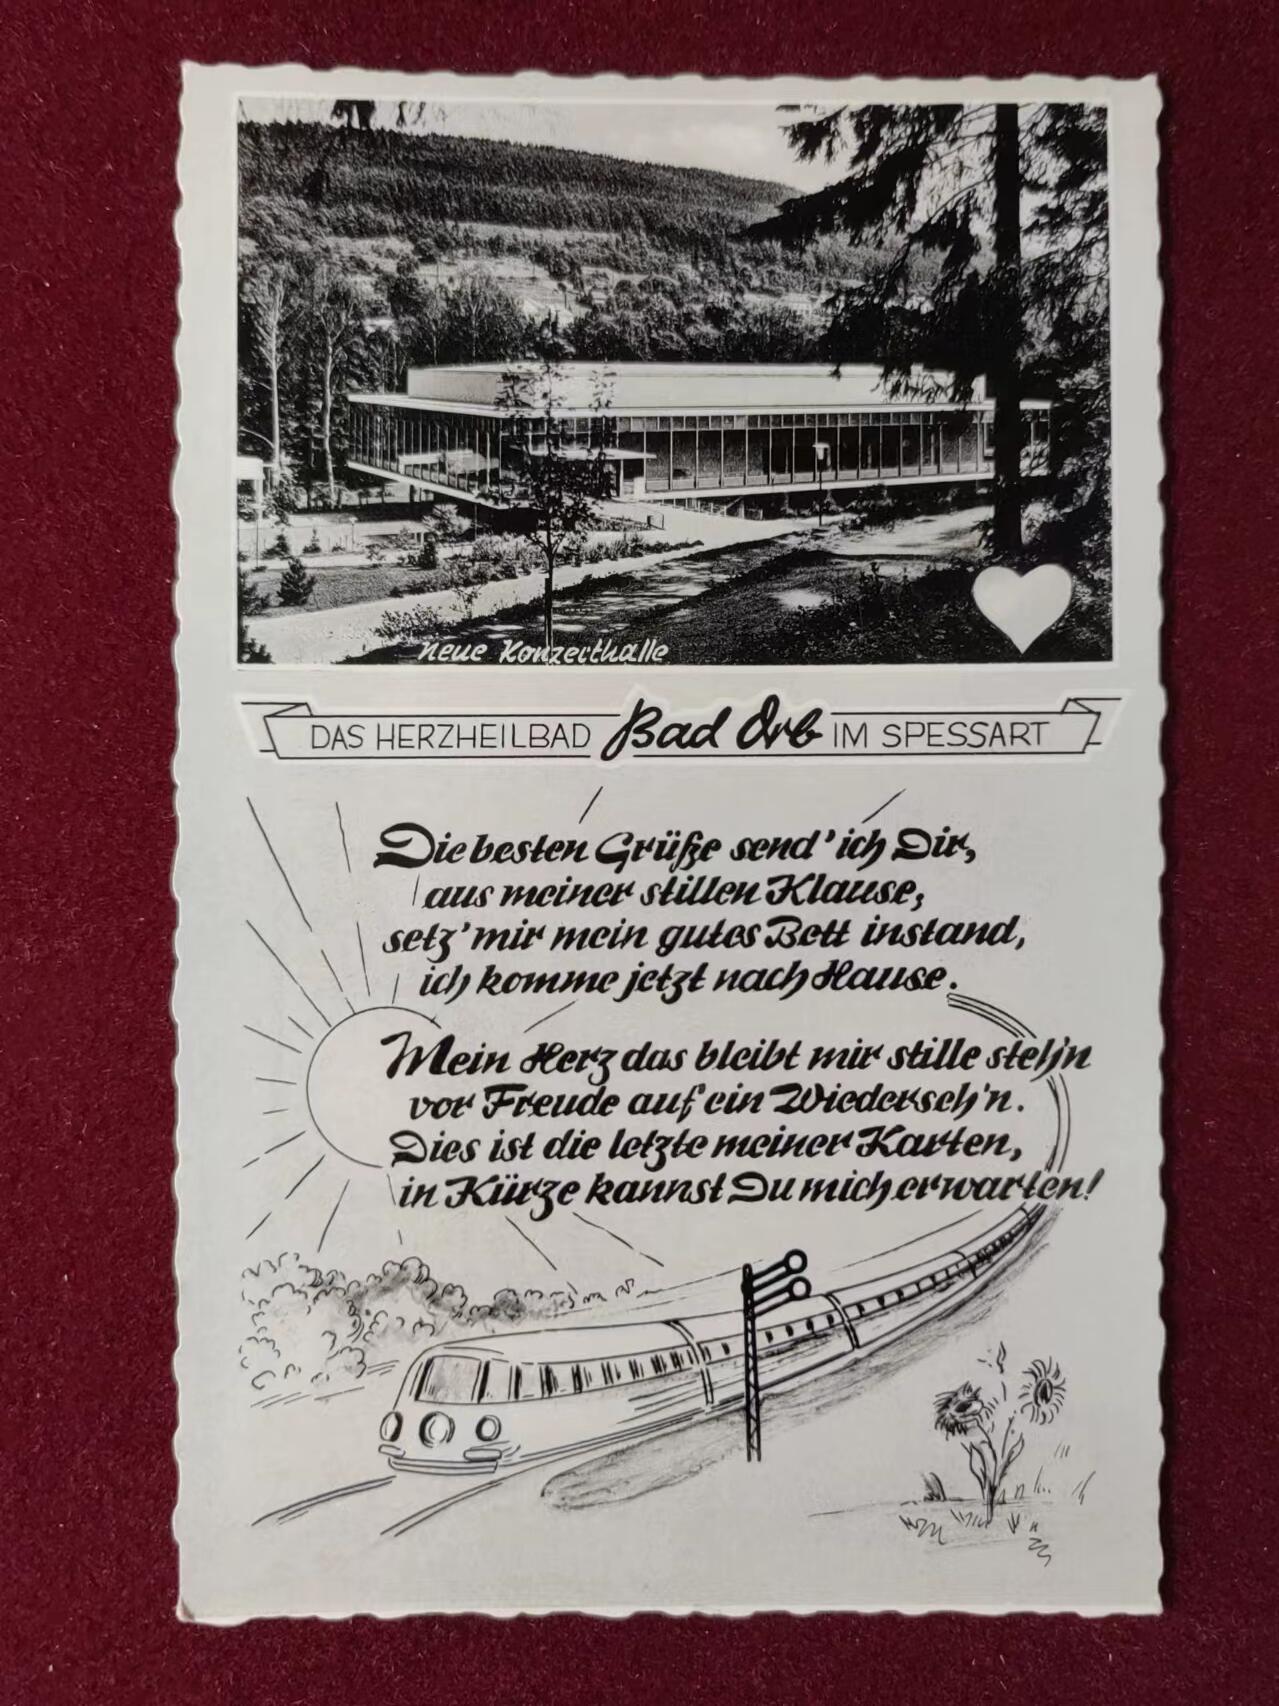 Neue Konzerthalle
DAS HERZHEILBAD Bad Orb IM SPESSART
Die besten Grüße send' ich Dir,
aus meiner stillen Klause,
setz' mir mein gutes Bett instand,
ich komme jetzt nach Hause.
Mein Herz das bleibt mir stille steh'n
vor Freude auf ein Wiederseh'n.
Dies ist die letzte meiner Karten,
in Kürze kannst Du mich erwarten!